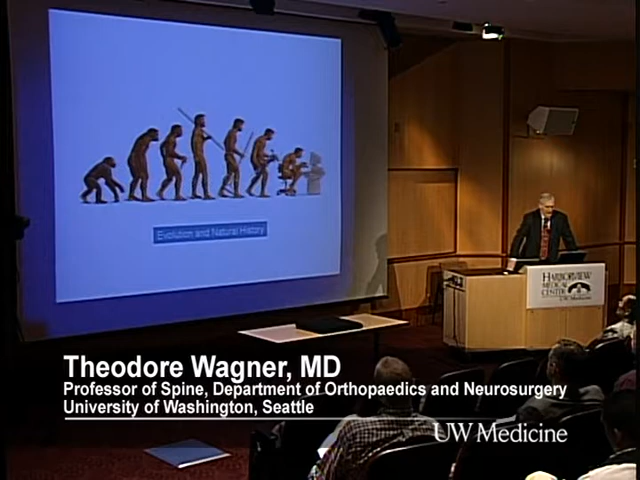 Evolution and Natural History
HARBORVIEW
MEDICAL
CENTER
UW Medicine
Theodore Wagner, MD
Professor of Spine, Department of Orthopaedics and Neurosurgery
University of Washington, Seattle
UW Medicine